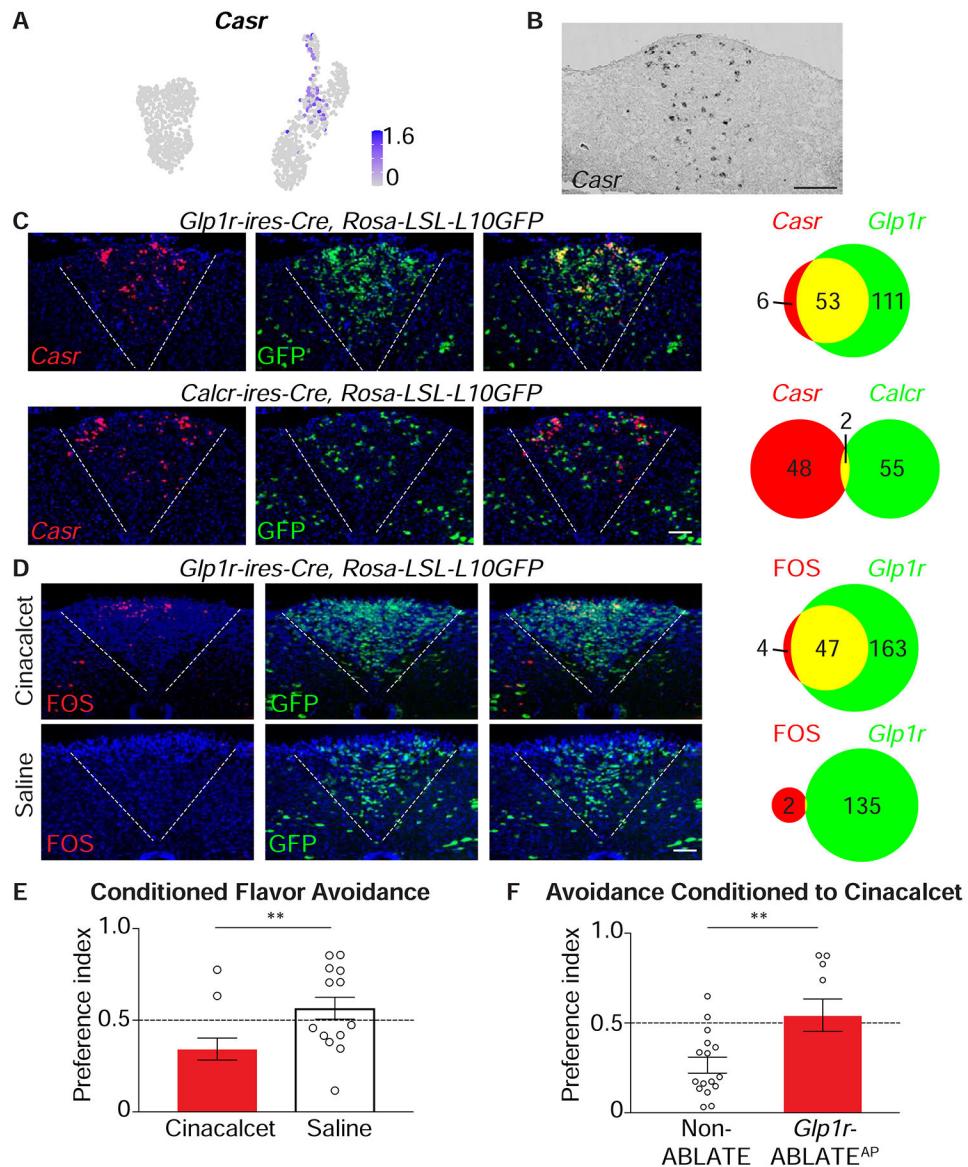 A
Casr
1.6
0
B
Casr
C
Glp1r-ires-Cre, Rosa-LSL-L10GFP
Casr
GFP
Casr
Glp1r
6
53
111
Calcr-ires-Cre, Rosa-LSL-L10GFP
Casr
GFP
Casr
Calcr
2
48
55
D
Glp1r-ires-Cre, Rosa-LSL-L10GFP
Cinacalcet
FOS
GFP
FOS
Glp1r
4
47
163
Saline
FOS
GFP
FOS
Glp1r
2
135
E
Conditioned Flavor Avoidance
**
Preference index
1.0
0.5
0
Cinacalcet
Saline
F
Avoidance Conditioned to Cinacalcet
**
Preference index
1.0
0.5
0
Non-
ABLATE
Glp1r-
ABLATEᴬᴾ